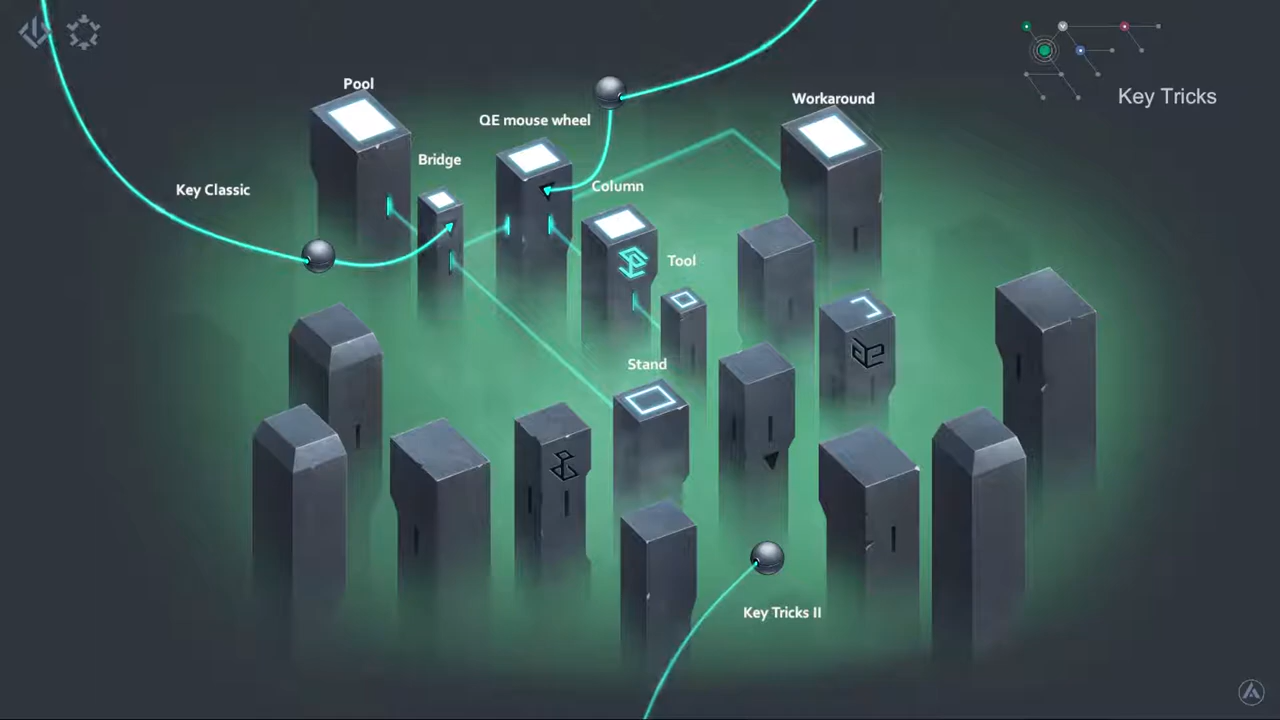 Pool
Workaround
Key Tricks
QE mouse wheel
Bridge
Key Classic
Column
Tool
Stand
Key Tricks II